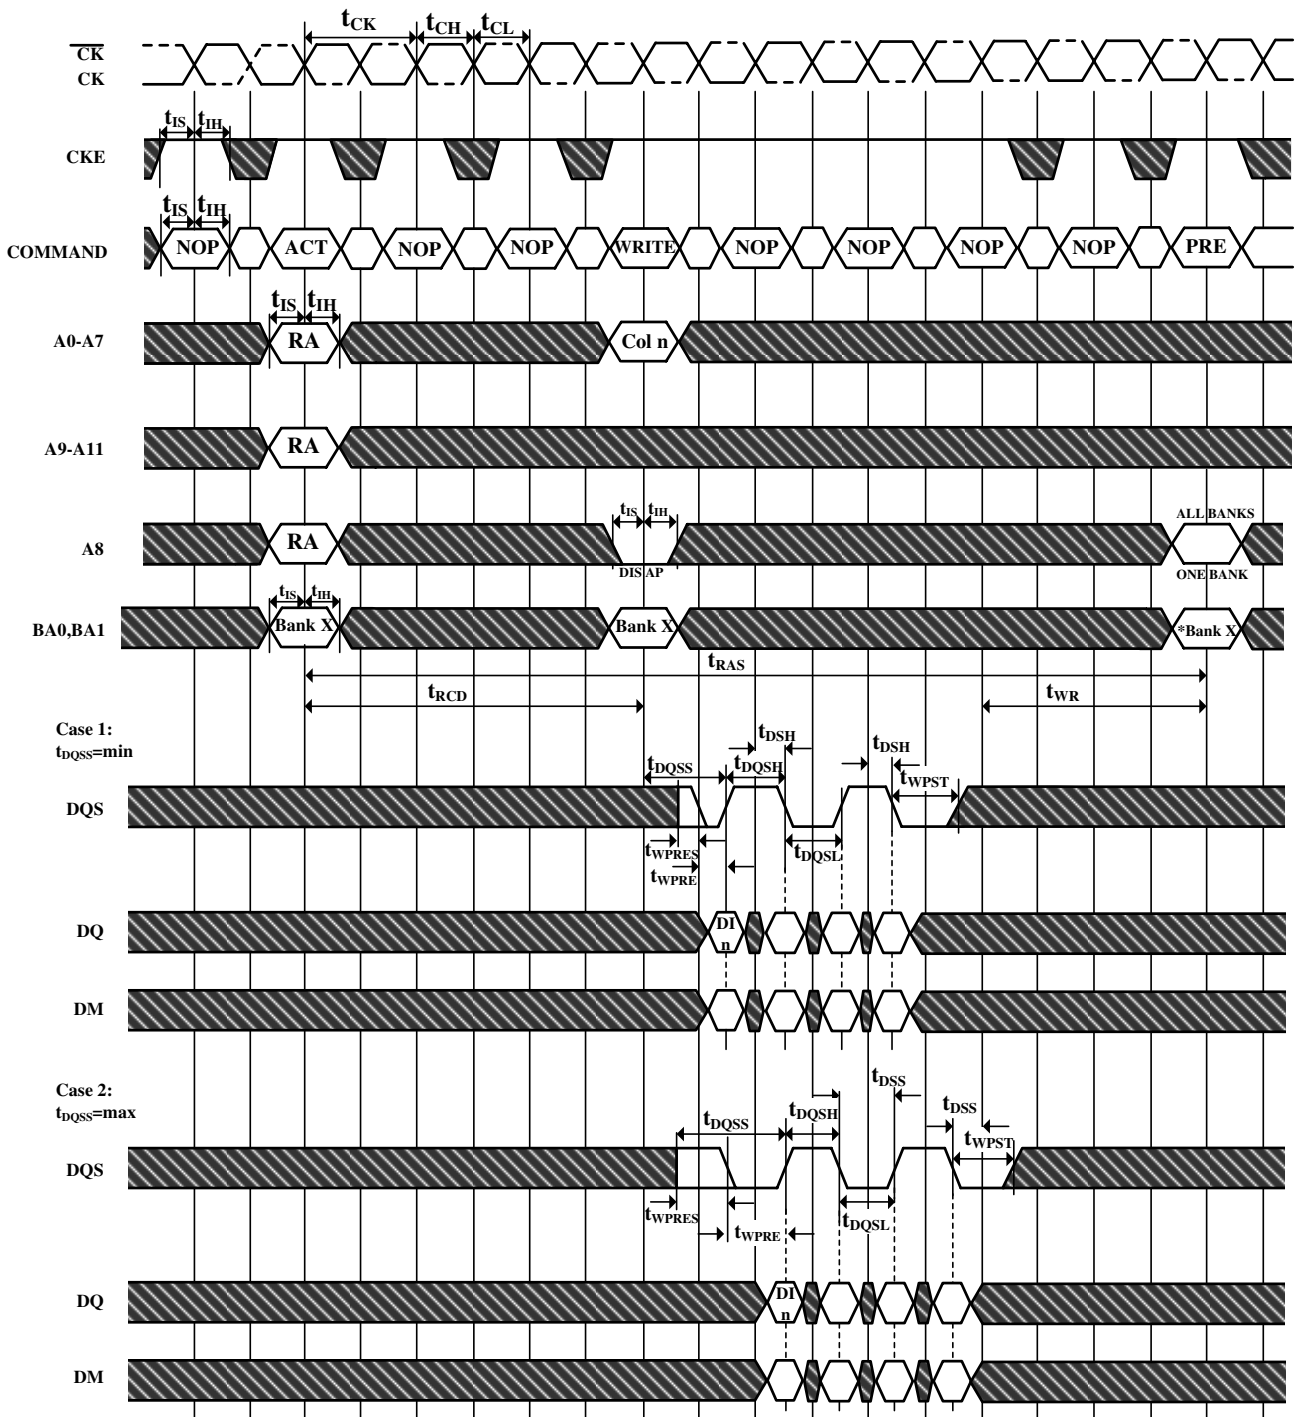 tCK tCH tCL
CK
CK
tIS tIH
CKE
tIS tIH
COMMAND NOP ACT NOP NOP WRITE NOP NOP NOP NOP PRE
tIS tIH
A0-A7 RA Col n
A9-A11 RA
tIS tIH ALL BANKS
A8 RA
DIS AP ONE BANK
tIS tIH
BA0,BA1 Bank X Bank X *Bank X
tRAS
tRCD tWR
Case 1:
tDQSS=min
tDSH tDSH
tDQSS tDQSH tWPST
DQS
tWPRES tDQSL
tWPRE
DQ DI
n
DM
Case 2:
tDQSS=max
tDSS tDSS
tDQSS tDQSH tWPST
DQS
tWPRES tDQSL
tWPRE
DQ DI
n
DM